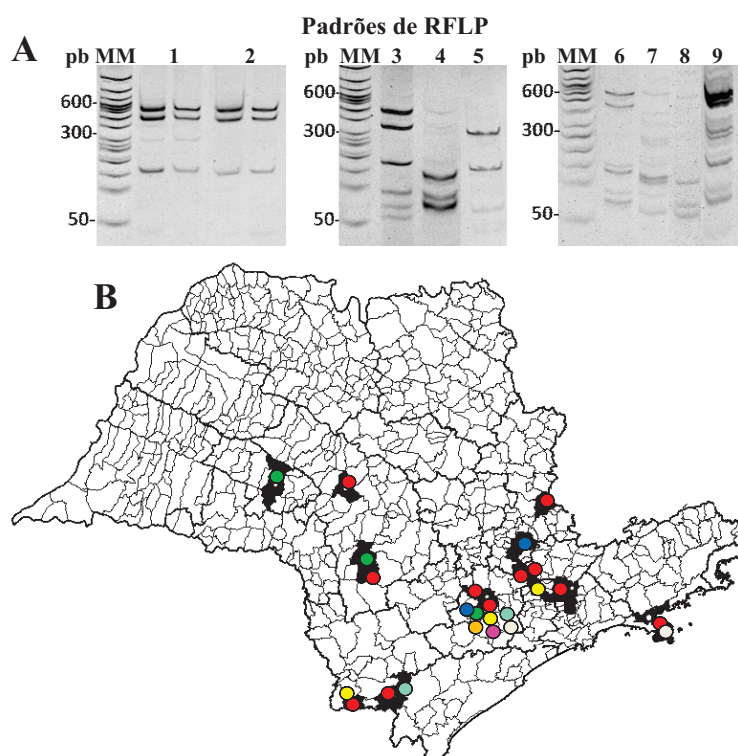 Padrões de RFLP
A
pb MM 1 2
600-
300-
50-
pb MM 3 4 5
600-
300-
50-
pb MM 6 7 8 9
600-
300-
50-
B